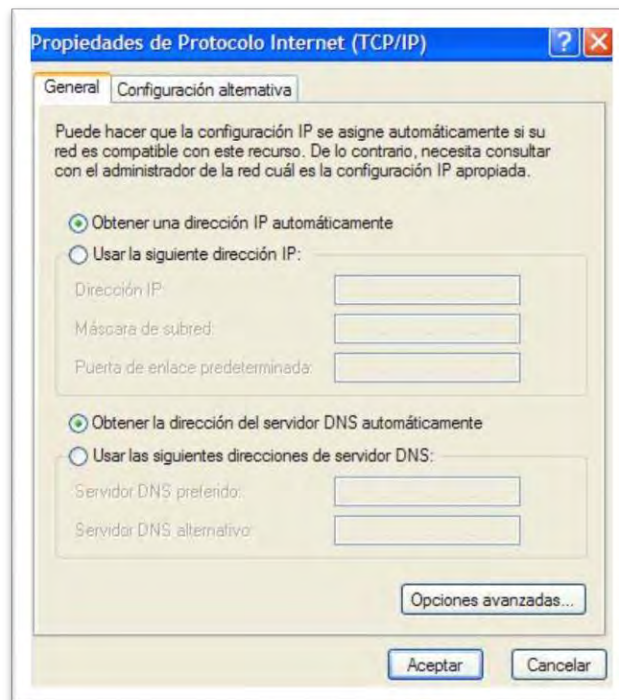 Propiedades de Protocolo Internet (TCP/IP)
General
Configuración alternativa
Puede hacer que la configuración IP se asigne automáticamente si su
red es compatible con este recurso. De lo contrario, necesita consultar
con el administrador de la red cuál es la configuración IP apropiada.
Obtener una dirección IP automáticamente
Usar la siguiente dirección IP:
Dirección IP:
Máscara de subred:
Puerta de enlace predeterminada:
Obtener la dirección del servidor DNS automáticamente
Usar las siguientes direcciones de servidor DNS:
Servidor DNS preferido:
Servidor DNS alternativo:
Opciones avanzadas...
Aceptar
Cancelar